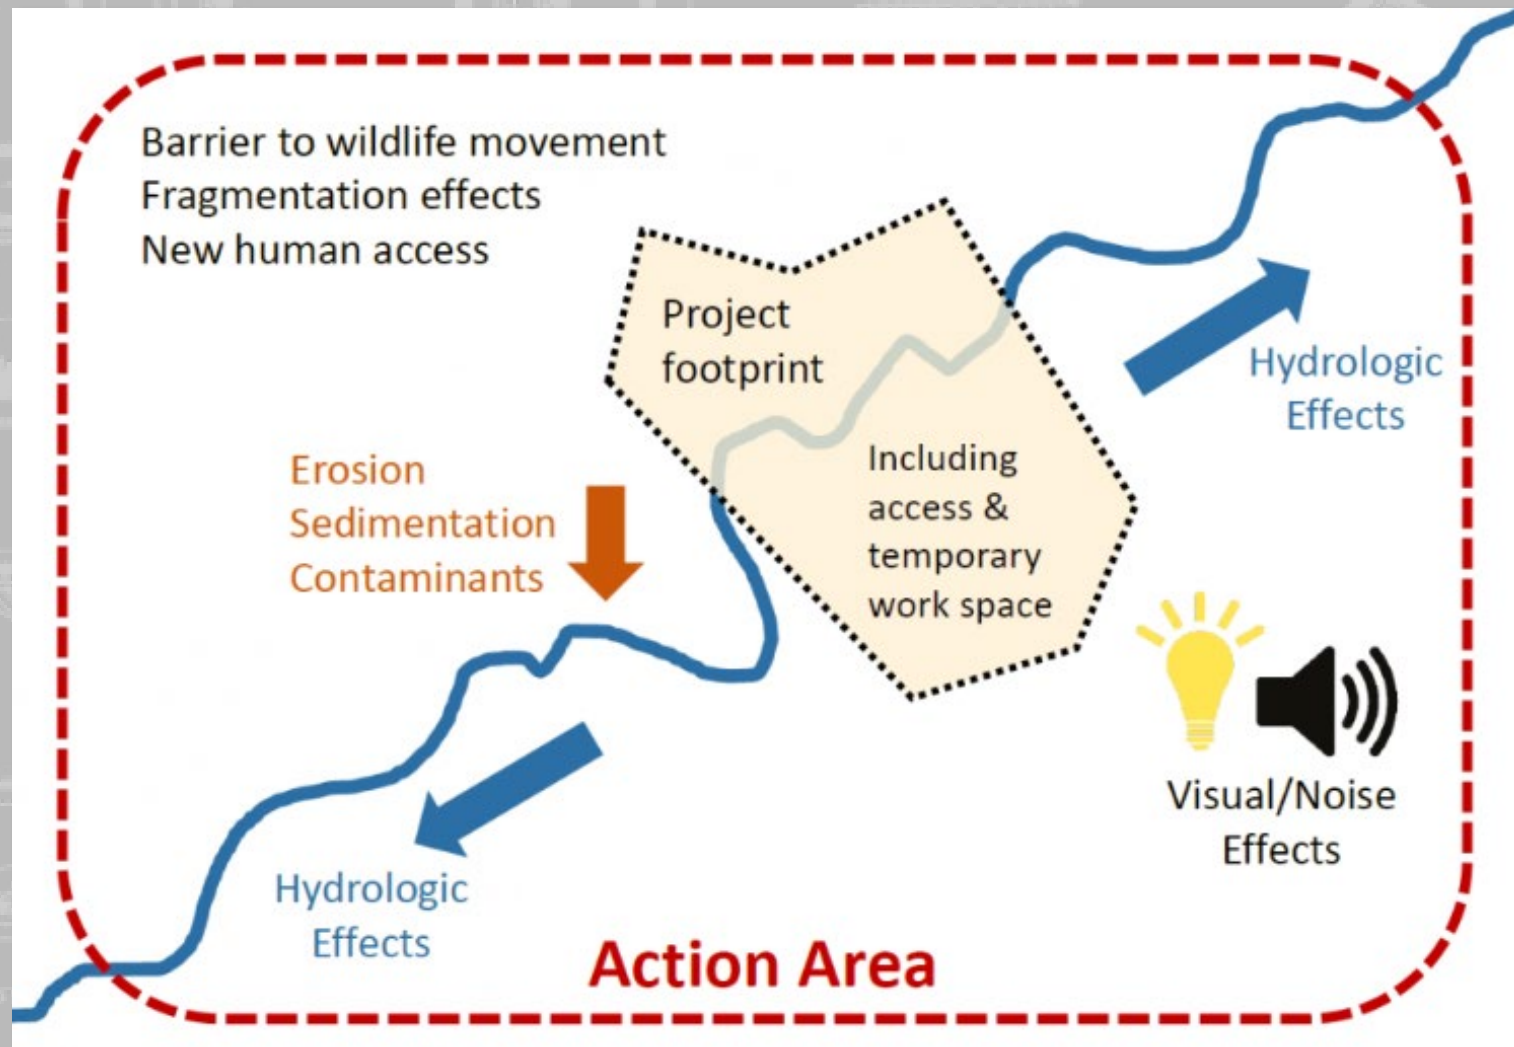 Barrier to wildlife movement
Fragmentation effects
New human access
Project
footprint
Hydrologic
Effects
Including
access &
temporary
work space
Erosion
Sedimentation
Contaminants
Visual/Noise
Effects
Hydrologic
Effects
Action Area